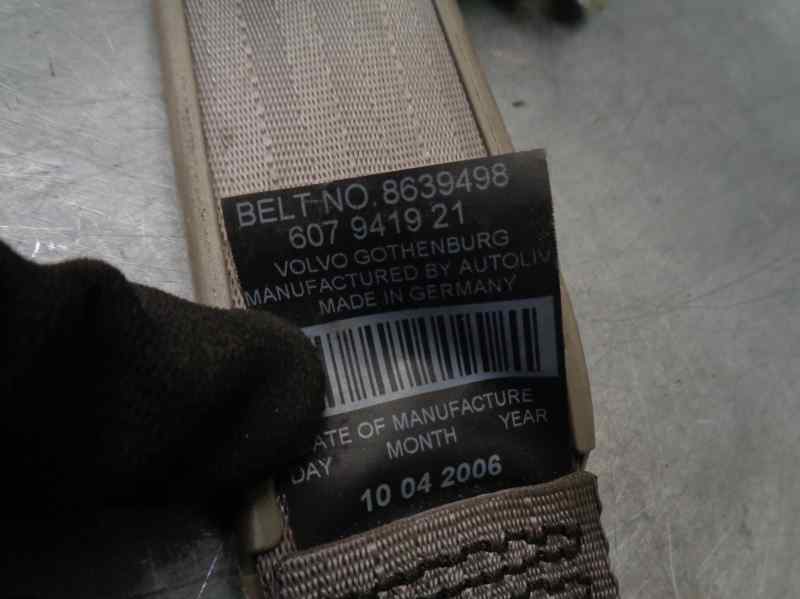 BELT-NO. 8639498
607 9419 21
VOLVO GOTHENBURG
MANUFACTURED BY AUTOLIV
MADE IN GERMANY
ATE OF MANUFACTURE
DAY MONTH YEAR
10 04 2006